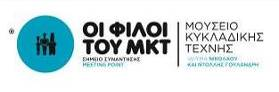 ΟΙ ΦΙΛΟΙ
ΤΟΥ ΜΚΤ
ΣΗΜΕΙΟ ΣΥΝΑΝΤΗΣΗΣ
MEETING POINT
ΜΟΥΣΕΙΟ
ΚΥΚΛΑΔΙΚΗΣ
ΤΕΧΝΗΣ
ΙΔΡΥΜΑ ΝΙΚΟΛΑΟΥ
ΚΑΙ ΝΤΟΛΛΗΣ ΓΟΥΛΑΝΔΡΗ